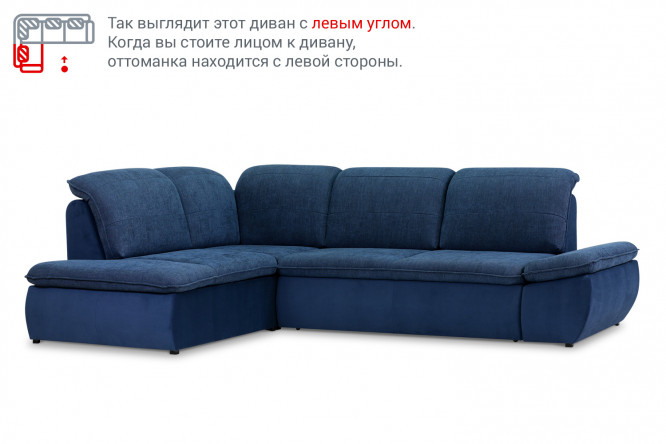 Так выглядит этот диван с левым углом.
Когда вы стоите лицом к дивану,
оттоманка находится с левой стороны.